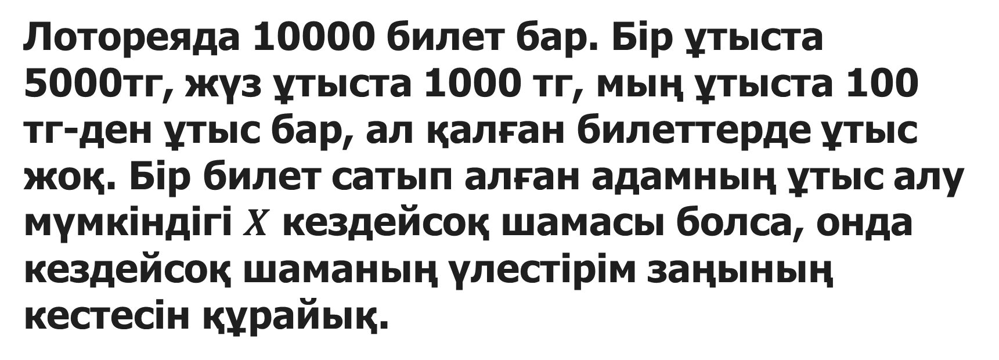 Лотореяда 10000 билет бар. Бір ұтыста
5000тг, жүз ұтыста 1000 тг, мың ұтыста 100
тг-ден ұтыс бар, ал қалған билеттерде ұтыс
жоқ. Бір билет сатып алған адамның ұтыс алу
мүмкіндігі X кездейсоқ шамасы болса, онда
кездейсоқ шаманың үлестірім заңының
кестесін құрайық.